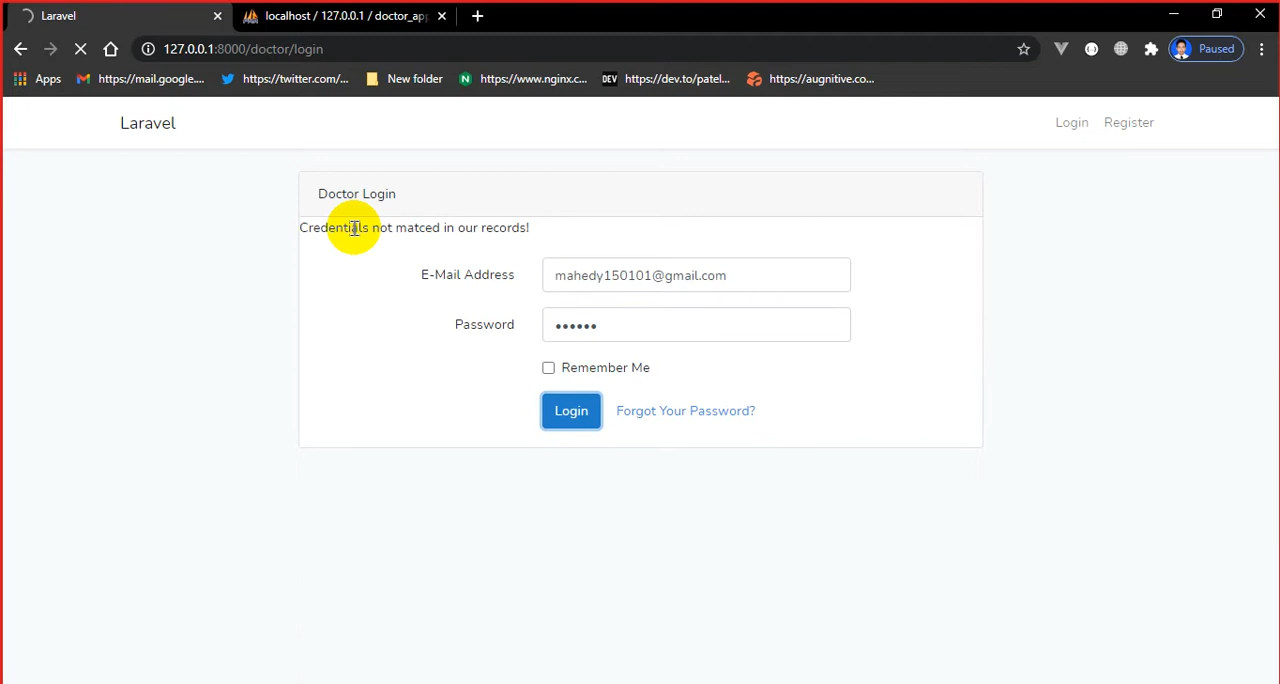 Laravel
localhost / 127.0.0.1 / doctor_app
127.0.0.1:8000/doctor/login
Paused
Apps
https://mail.google....
https://twitter.com/...
New folder
https://www.nginx.c...
DEV
https://dev.to/patel...
https://augnitive.co...
Laravel
Login
Register
Doctor Login
Credentials not matced in our records!
E-Mail Address
mahedy150101@gmail.com
Password
••••••
Remember Me
Login
Forgot Your Password?